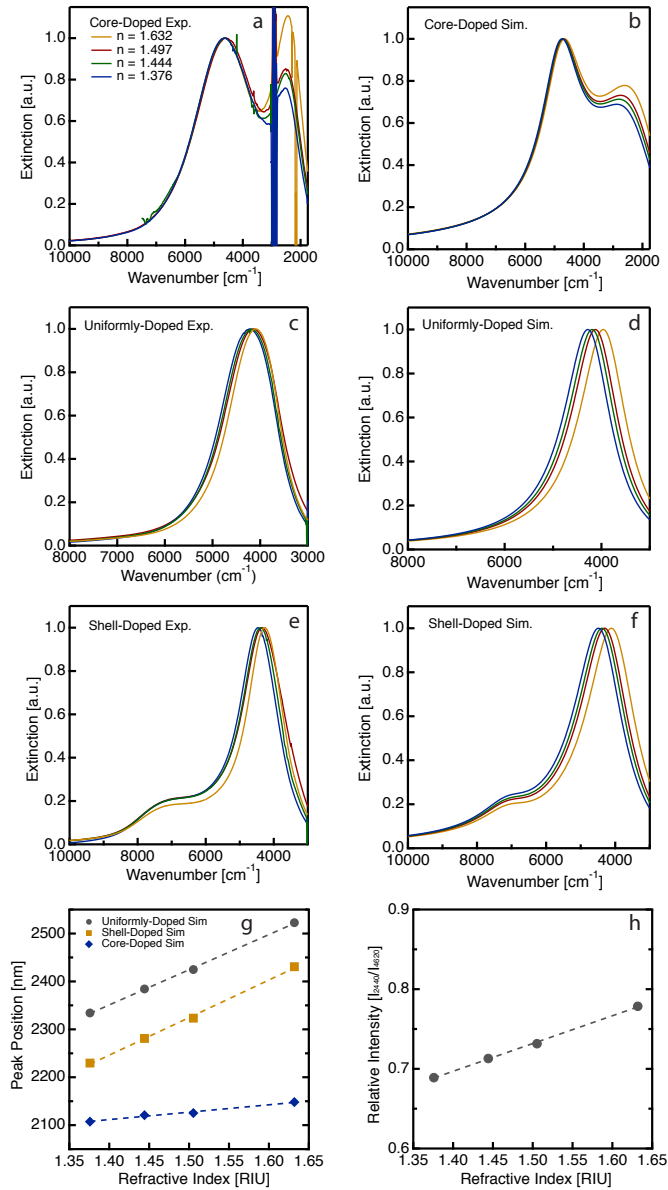 Core-Doped Exp.
n = 1.632
n = 1.497
n = 1.444
n = 1.376
a
Extinction [a.u.]
1.0
0.8
0.6
0.4
0.2
0.0
10000 8000 6000 4000 2000
Wavenumber [cm-1]
Core-Doped Sim.
b
Extinction [a.u.]
1.0
0.8
0.6
0.4
0.2
0.0
10000 8000 6000 4000 2000
Wavenumber [cm-1]
Uniformly-Doped Exp.
c
Extinction [a.u.]
1.0
0.8
0.6
0.4
0.2
0.0
8000 7000 6000 5000 4000 3000
Wavenumber (cm-1)
Uniformly-Doped Sim.
d
Extinction [a.u.]
1.0
0.8
0.6
0.4
0.2
0.0
8000 6000 4000
Wavenumber [cm-1]
Shell-Doped Exp.
e
Extinction [a.u.]
1.0
0.8
0.6
0.4
0.2
0.0
10000 8000 6000 4000
Wavenumber [cm-1]
Shell-Doped Sim.
f
Extinction [a.u.]
1.0
0.8
0.6
0.4
0.2
0.0
10000 8000 6000 4000
Wavenumber [cm-1]
Uniformly-Doped Sim
Shell-Doped Sim
Core-Doped Sim
g
Peak Position [nm]
2500
2400
2300
2200
2100
1.35 1.40 1.45 1.50 1.55 1.60 1.65
Refractive Index [RIU]
h
Relative Intensity [I2440/I4620]
0.9
0.8
0.7
0.6
1.35 1.40 1.45 1.50 1.55 1.60 1.65
Refractive Index [RIU]